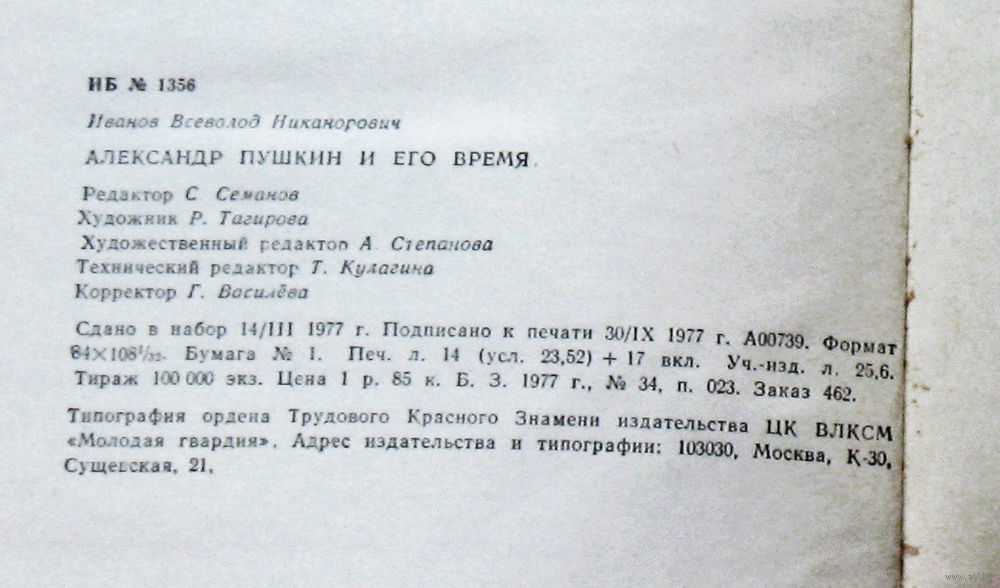 ИБ № 1356
Иванов Всеволод Никанорович
АЛЕКСАНДР ПУШКИН И ЕГО ВРЕМЯ.
Редактор С Семанов
Художник Р. Тагирова
Художественный редактор А. Степанова
Технический редактор Т. Кулагина
Корректор Г. Василёва
Сдано в набор 14/III 1977 г. Подписано к печати 30/IX 1977 г. А00739. Формат
84×108¹/₃₂. Бумага № 1. Печ. л. 14 (усл. 23,52) + 17 вкл. Уч.-изд. л. 25,6.
Тираж 100 000 экз. Цена 1 р. 85 к. Б. З. 1977 г., № 34, п. 023. Заказ 462.
Типография ордена Трудового Красного Знамени издательства ЦК ВЛКСМ
«Молодая гвардия». Адрес издательства и типографии: 103030, Москва, К-30,
Сущевская, 21.